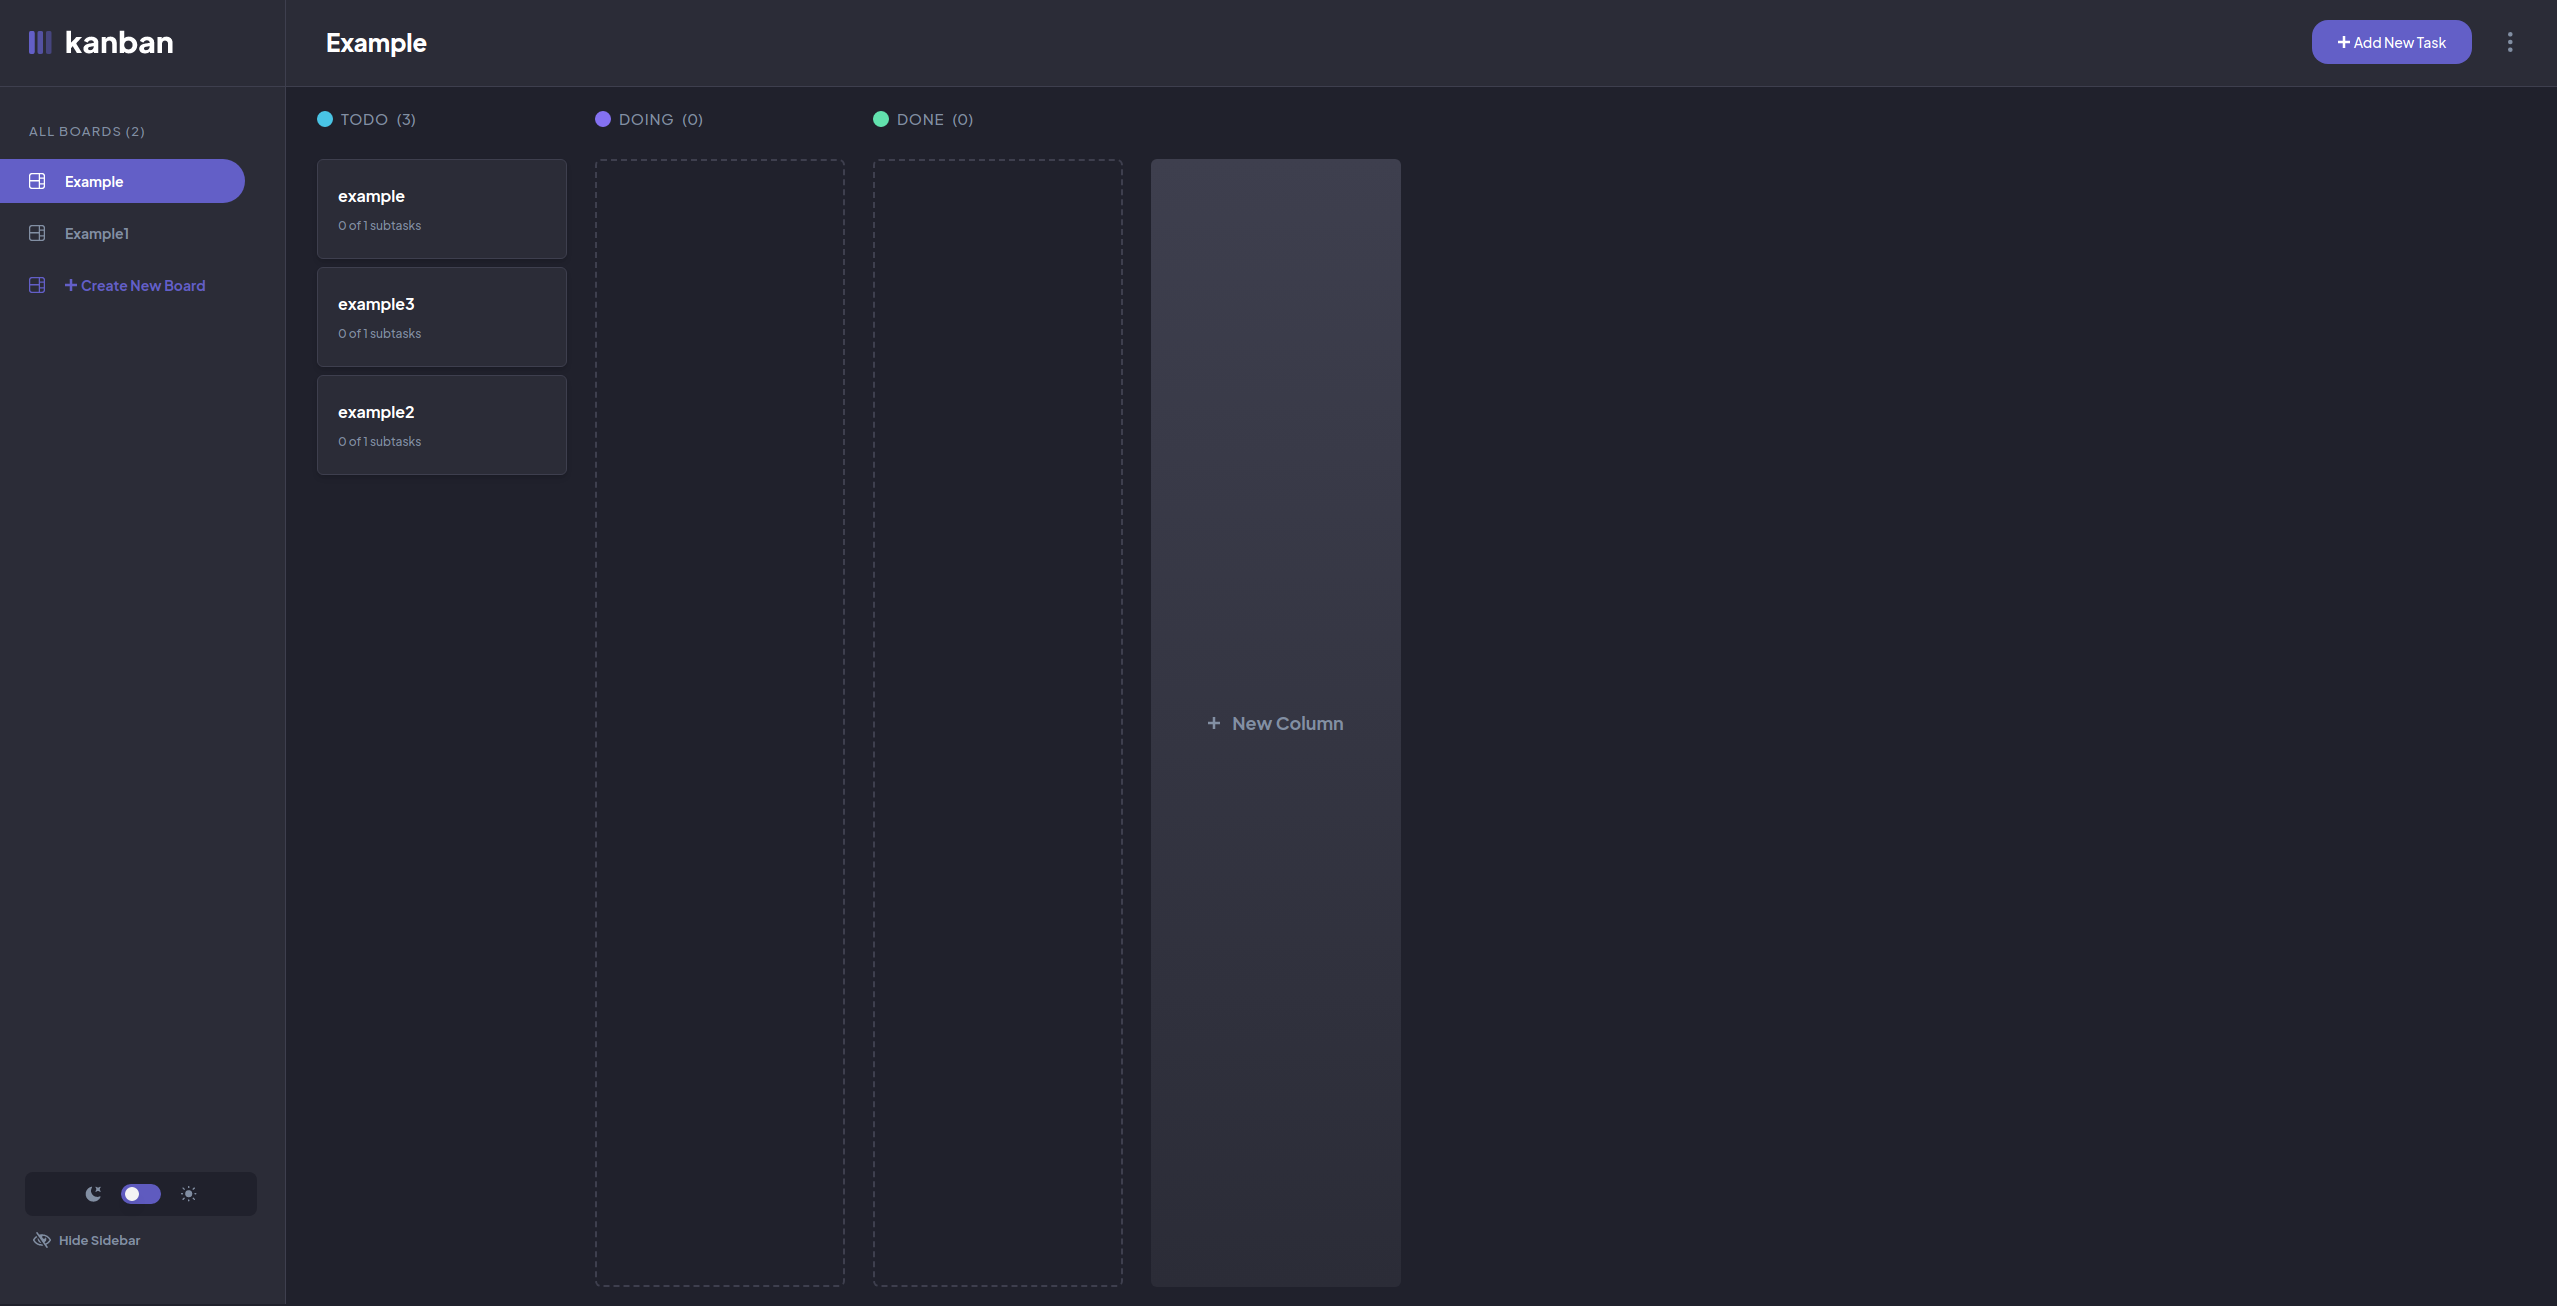 kanban
Example
+ Add New Task
ALL BOARDS (2)
Example
Example1
+ Create New Board
TODO (3)
DOING (0)
DONE (0)
example
0 of 1 subtasks
example3
0 of 1 subtasks
example2
0 of 1 subtasks
+ New Column
Hide Sidebar